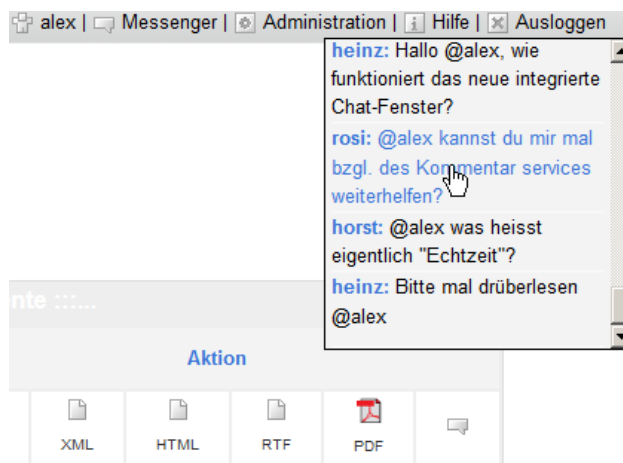 alex | Messenger | Administration | Hilfe | Ausloggen
heinz: Hallo @alex, wie
funktioniert das neue integrierte
Chat-Fenster?
rosi: @alex kannst du mir mal
bzgl. des Kommentar services
weiterhelfen?
horst: @alex was heisst
eigentlich "Echtzeit"?
heinz: Bitte mal drüberlesen
@alex
nte :::...
Aktion
XML HTML RTF PDF